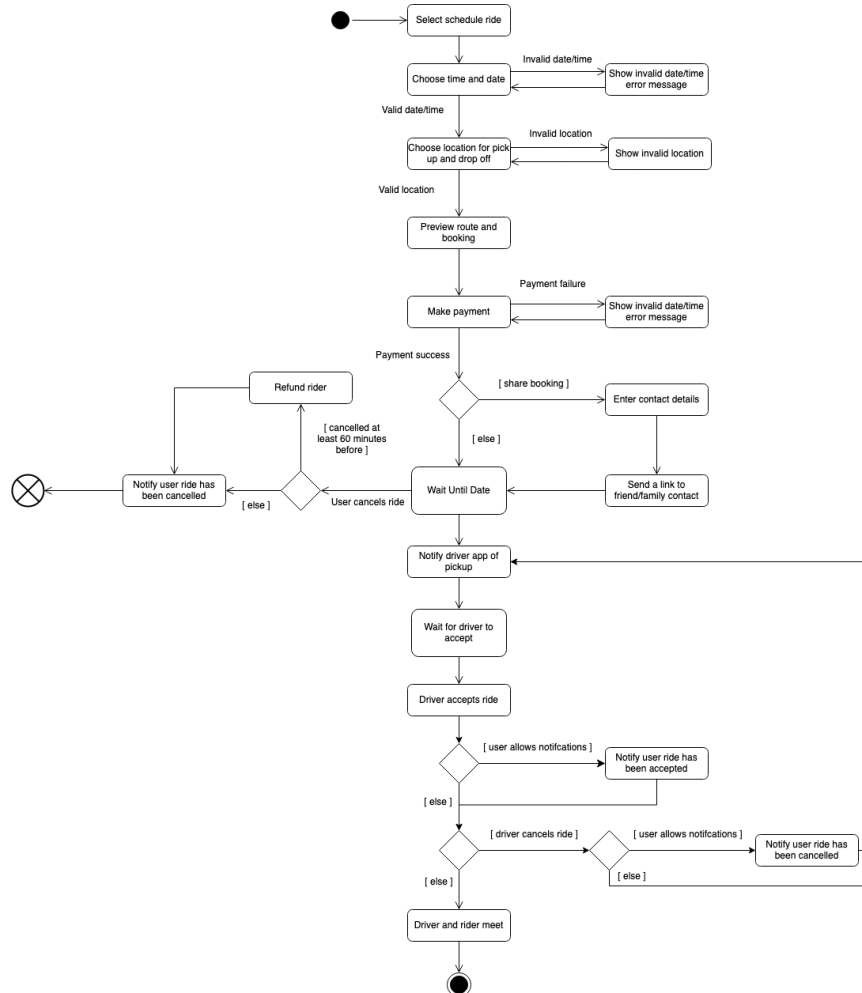 Select schedule ride
Invalid date/time
Choose time and date
Show invalid date/time
error message
Valid date/time
Invalid location
Choose location for pick
up and drop off
Show invalid location
Valid location
Preview route and
booking
Payment failure
Make payment
Show invalid date/time
error message
Payment success
Refund rider
[ share booking ]
Enter contact details
[ cancelled at
least 60 minutes
before ]
[ else ]
Notify user ride has
been cancelled
[ else ]
User cancels ride
Wait Until Date
Send a link to
friend/family contact
Notify driver app of
pickup
Wait for driver to
accept
Driver accepts ride
[ user allows notifcations ]
Notify user ride has
been accepted
[ else ]
[ driver cancels ride ]
[ user allows notifcations ]
Notify user ride has
been cancelled
[ else ]
[ else ]
Driver and rider meet